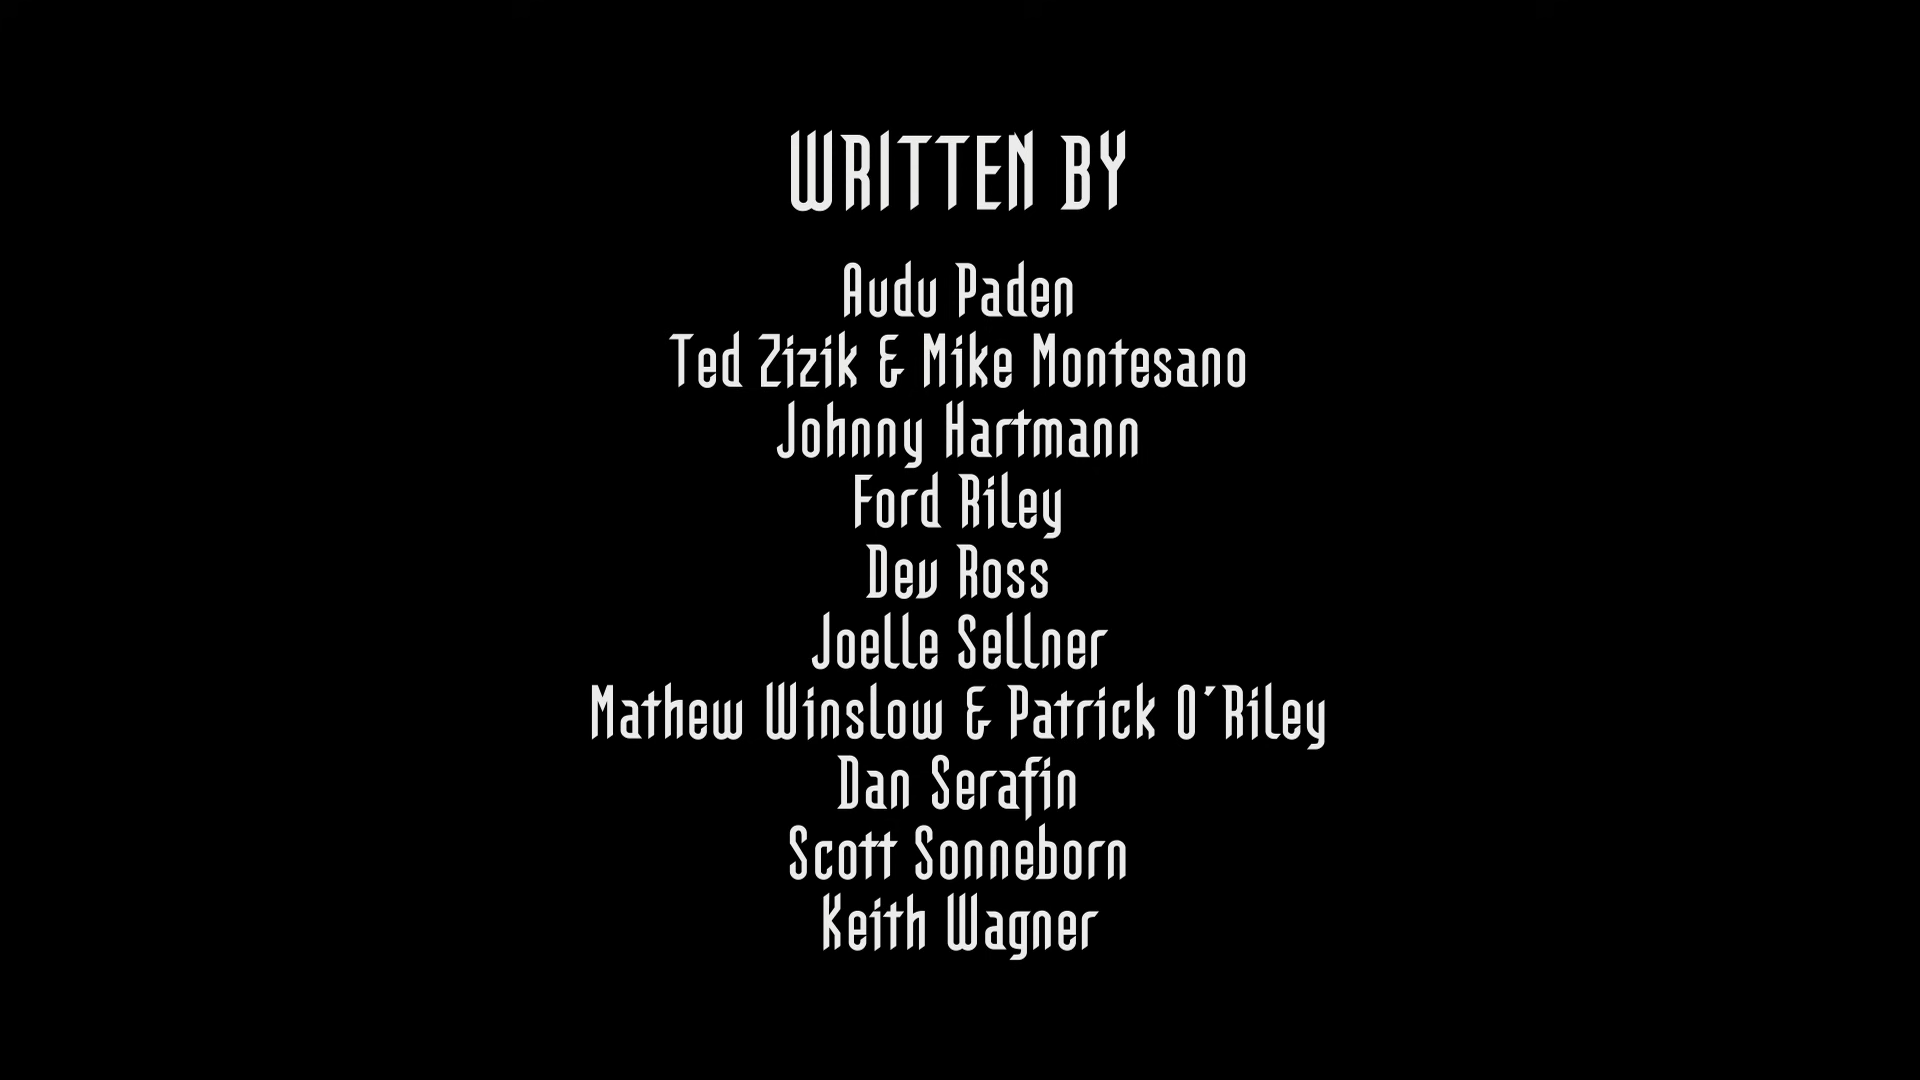 WRITTEN BY
Audu Paden
Ted Zizik & Mike Montesano
Johnny Hartmann
Ford Riley
Dev Ross
Joelle Sellner
Mathew Winslow & Patrick O'Riley
Dan Serafin
Scott Sonneborn
Keith Wagner